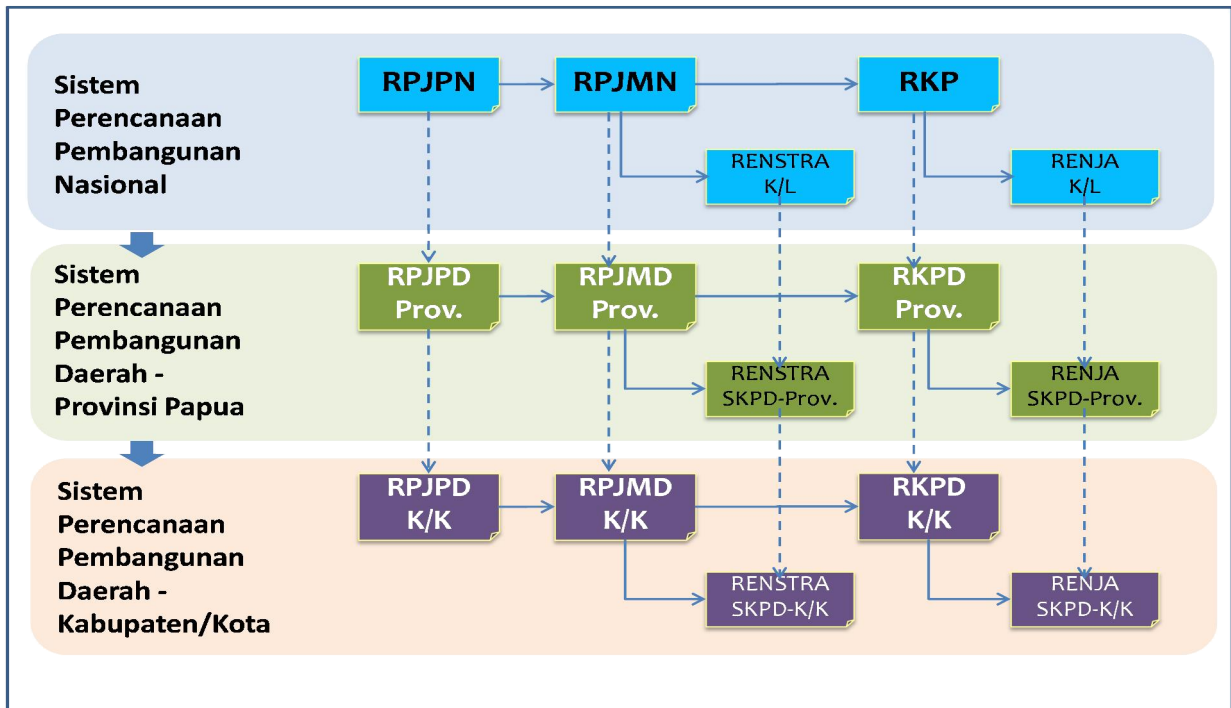 Sistem
Perencanaan
Pembangunan
Nasional
RPJPN
RPJMN
RKP
RENSTRA
K/L
RENJA
K/L
Sistem
Perencanaan
Pembangunan
Daerah -
Provinsi Papua
RPJPD
Prov.
RPJMD
Prov.
RKPD
Prov.
RENSTRA
SKPD-Prov.
RENJA
SKPD-Prov.
Sistem
Perencanaan
Pembangunan
Daerah -
Kabupaten/Kota
RPJPD
K/K
RPJMD
K/K
RKPD
K/K
RENSTRA
SKPD-K/K
RENJA
SKPD-K/K